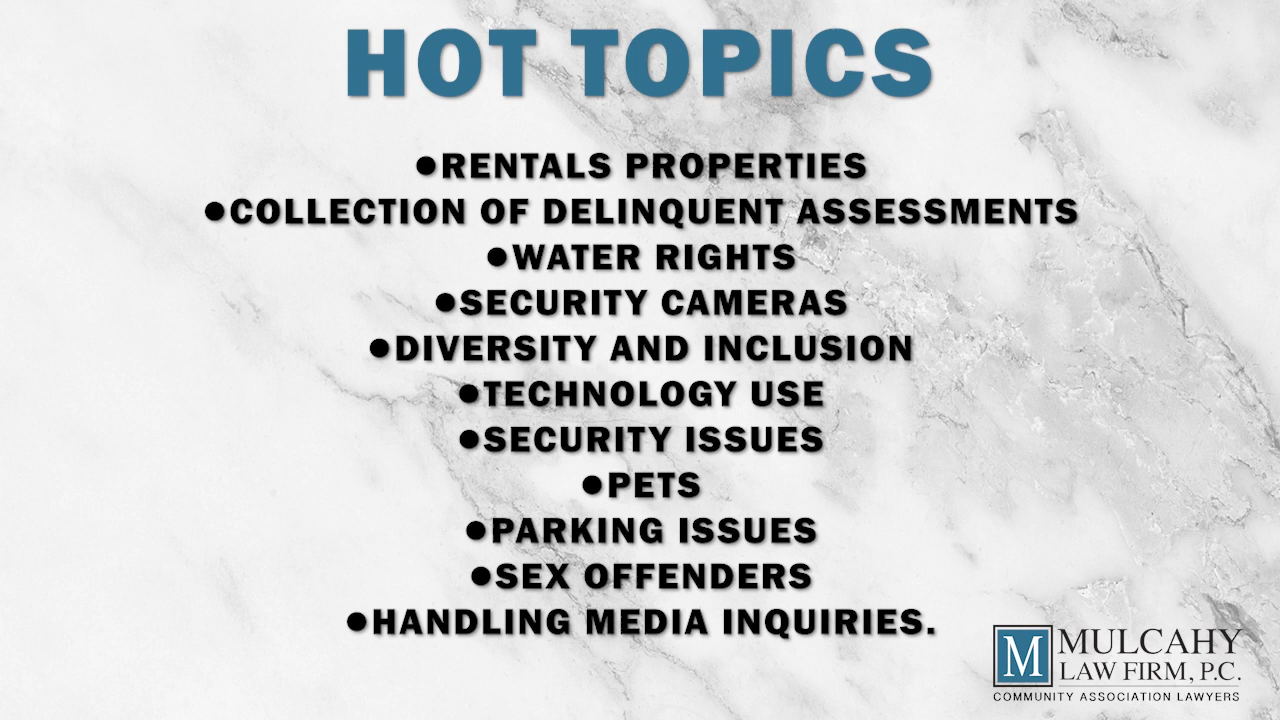 HOT TOPICS
●RENTALS PROPERTIES
●COLLECTION OF DELINQUENT ASSESSMENTS
●WATER RIGHTS
●SECURITY CAMERAS
●DIVERSITY AND INCLUSION
●TECHNOLOGY USE
●SECURITY ISSUES
●PETS
●PARKING ISSUES
●SEX OFFENDERS
●HANDLING MEDIA INQUIRIES.
M MULCAHY
LAW FIRM, P.C.
COMMUNITY ASSOCIATION LAWYERS